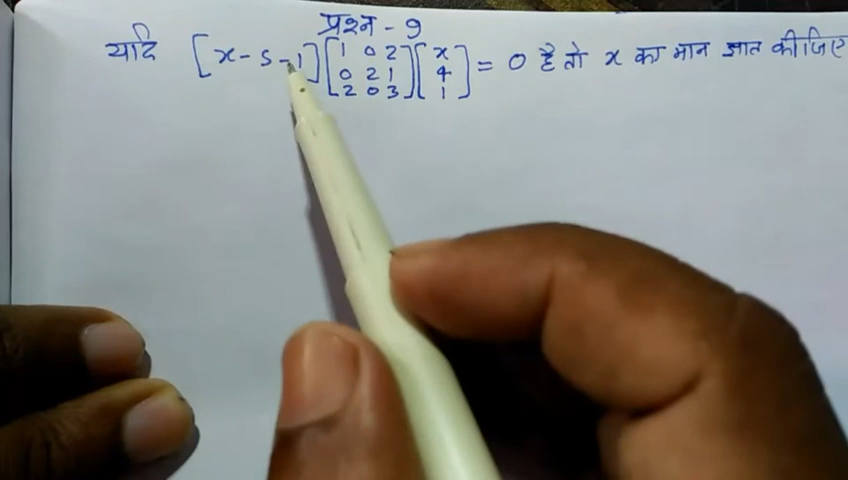 प्रश्न - 9
यदि [x - 5 -1] [1 0 2 0 2 1 2 0 3] [x 4 1] = 0 है तो x का मान ज्ञात कीजिए